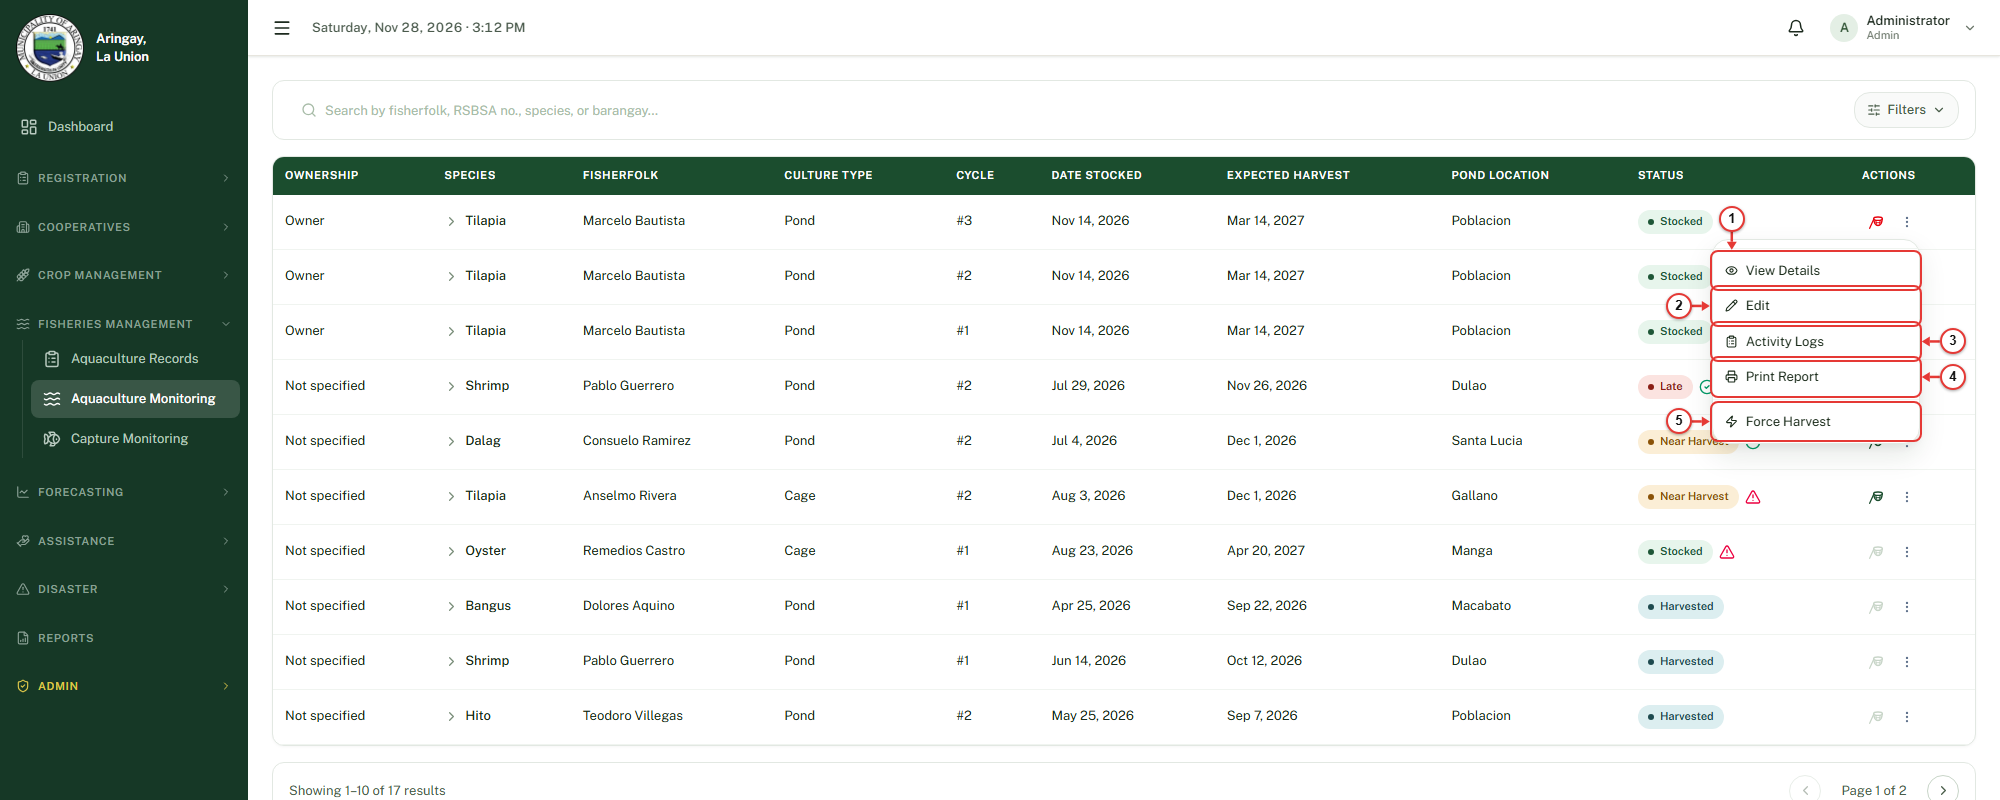 MUNICIPALITY OF ARINGAY
1741
LA UNION
Aringay,
La Union
Saturday, Nov 28, 2026 · 3:12 PM
A
Administrator
Admin
Dashboard
REGISTRATION
COOPERATIVES
CROP MANAGEMENT
FISHERIES MANAGEMENT
Aquaculture Records
Aquaculture Monitoring
Capture Monitoring
FORECASTING
ASSISTANCE
DISASTER
REPORTS
ADMIN
Search by fisherfolk, RSBSA no., species, or barangay...
Filters
OWNERSHIP SPECIES FISHERFOLK CULTURE TYPE CYCLE DATE STOCKED EXPECTED HARVEST POND LOCATION STATUS ACTIONS
Owner Tilapia Marcelo Bautista Pond #3 Nov 14, 2026 Mar 14, 2027 Poblacion Stocked
Owner Tilapia Marcelo Bautista Pond #2 Nov 14, 2026 Mar 14, 2027 Poblacion Stocked
Owner Tilapia Marcelo Bautista Pond #1 Nov 14, 2026 Mar 14, 2027 Poblacion Stocked
Not specified Shrimp Pablo Guerrero Pond #2 Jul 29, 2026 Nov 26, 2026 Dulao Late
Not specified Dalag Consuelo Ramirez Pond #2 Jul 4, 2026 Dec 1, 2026 Santa Lucia Near Harvest
Not specified Tilapia Anselmo Rivera Cage #2 Aug 3, 2026 Dec 1, 2026 Gallano Near Harvest
Not specified Oyster Remedios Castro Cage #1 Aug 23, 2026 Apr 20, 2027 Manga Stocked
Not specified Bangus Dolores Aquino Pond #1 Apr 25, 2026 Sep 22, 2026 Macabato Harvested
Not specified Shrimp Pablo Guerrero Pond #1 Jun 14, 2026 Oct 12, 2026 Dulao Harvested
Not specified Hito Teodoro Villegas Pond #2 May 25, 2026 Sep 7, 2026 Poblacion Harvested
1
View Details
2
Edit
Activity Logs
3
Print Report
4
5
Force Harvest
Showing 1–10 of 17 results
Page 1 of 2